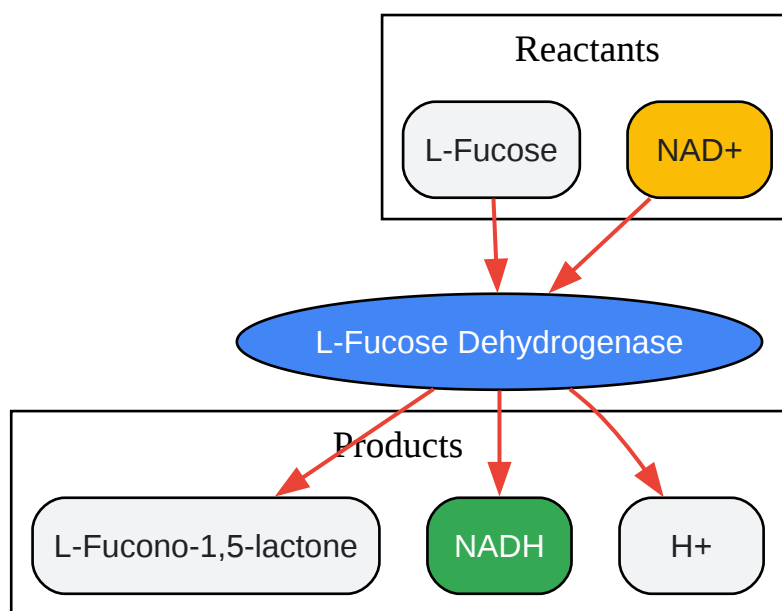 Reactants
L-Fucose
NAD+
L-Fucose Dehydrogenase
Products
L-Fucono-1,5-lactone
NADH
H+